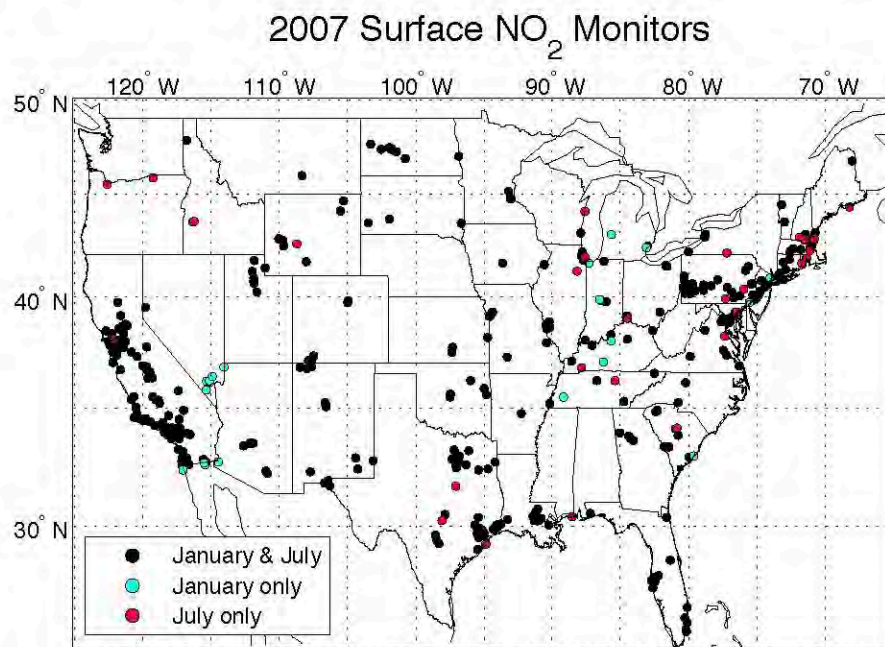 2007 Surface NO₂ Monitors
120° W 110° W 100° W 90° W 80° W 70° W
50° N
40° N
30° N
January & July
January only
July only